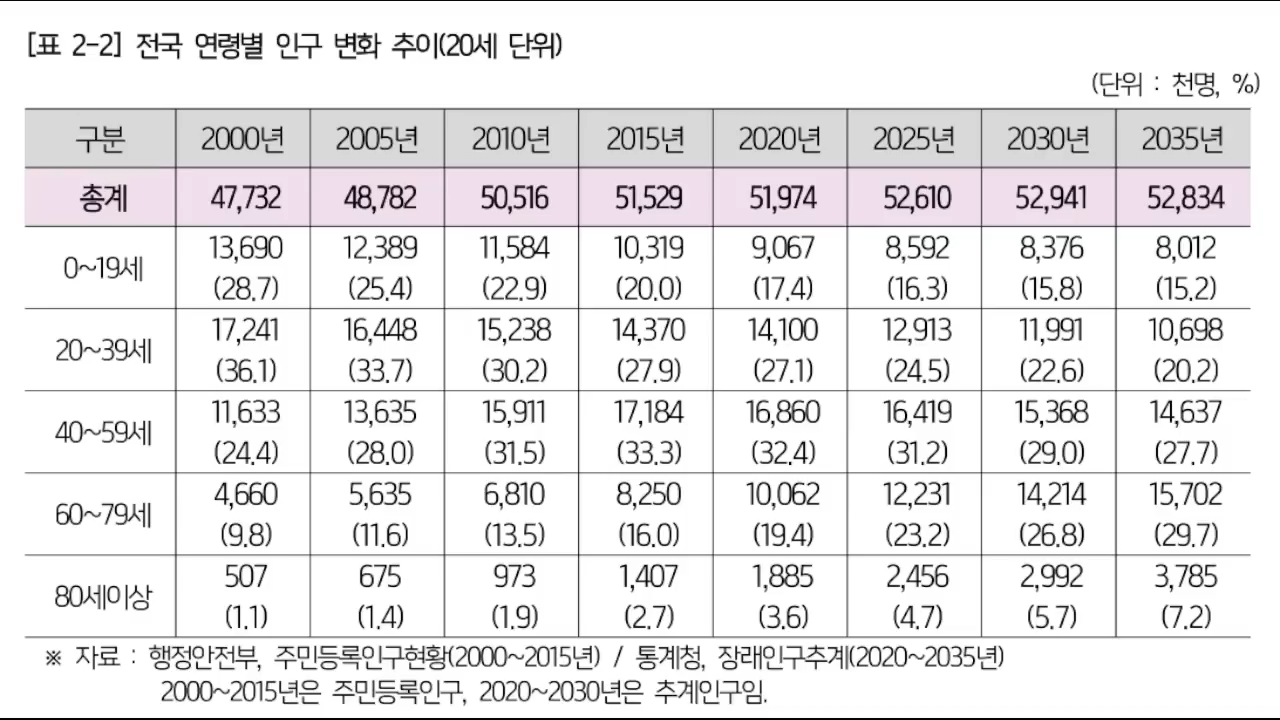 [표 2-2] 전국 연령별 인구 변화 추이(20세 단위)
(단위 : 천명, %)
구분 2000년 2005년 2010년 2015년 2020년 2025년 2030년 2035년
총계 47,732 48,782 50,516 51,529 51,974 52,610 52,941 52,834
0~19세 13,690 12,389 11,584 10,319 9,067 8,592 8,376 8,012
(28.7) (25.4) (22.9) (20.0) (17.4) (16.3) (15.8) (15.2)
20~39세 17,241 16,448 15,238 14,370 14,100 12,913 11,991 10,698
(36.1) (33.7) (30.2) (27.9) (27.1) (24.5) (22.6) (20.2)
40~59세 11,633 13,635 15,911 17,184 16,860 16,419 15,368 14,637
(24.4) (28.0) (31.5) (33.3) (32.4) (31.2) (29.0) (27.7)
60~79세 4,660 5,635 6,810 8,250 10,062 12,231 14,214 15,702
(9.8) (11.6) (13.5) (16.0) (19.4) (23.2) (26.8) (29.7)
80세이상 507 675 973 1,407 1,885 2,456 2,992 3,785
(1.1) (1.4) (1.9) (2.7) (3.6) (4.7) (5.7) (7.2)
※ 자료 : 행정안전부, 주민등록인구현황(2000~2015년) / 통계청, 장래인구추계(2020~2035년)
2000~2015년은 주민등록인구, 2020~2030년은 추계인구임.